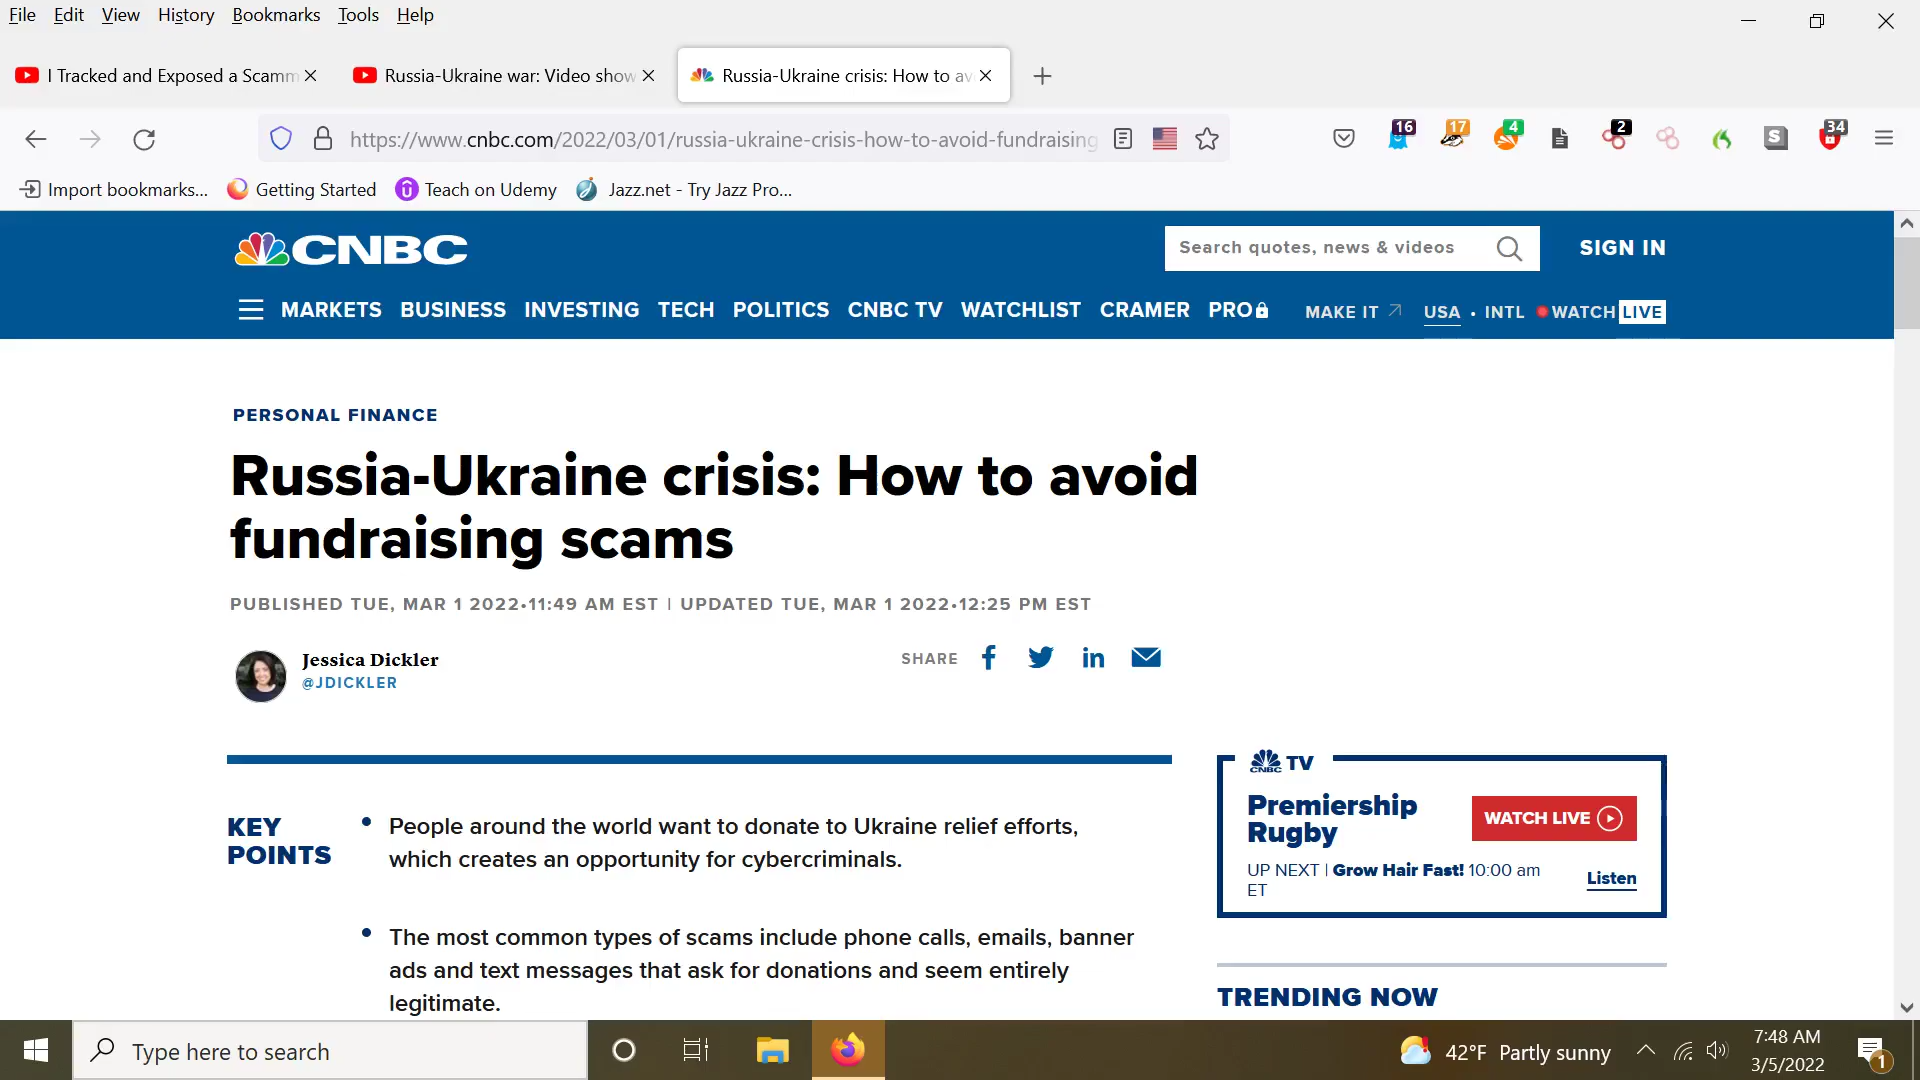 File Edit View History Bookmarks Tools Help
I Tracked and Exposed a Scamm
Russia-Ukraine war: Video show
Russia-Ukraine crisis: How to av
https://www.cnbc.com/2022/03/01/russia-ukraine-crisis-how-to-avoid-fundraising
16 17 4 2 S 34
Import bookmarks... Getting Started Teach on Udemy Jazz.net - Try Jazz Pro...
CNBC
Search quotes, news & videos
SIGN IN
MARKETS BUSINESS INVESTING TECH POLITICS CNBC TV WATCHLIST CRAMER PRO MAKE IT USA • INTL WATCH LIVE
PERSONAL FINANCE
Russia-Ukraine crisis: How to avoid
fundraising scams
PUBLISHED TUE, MAR 1 2022•11:49 AM EST | UPDATED TUE, MAR 1 2022•12:25 PM EST
Jessica Dickler
@JDICKLER
SHARE
KEY
POINTS
• People around the world want to donate to Ukraine relief efforts,
which creates an opportunity for cybercriminals.
• The most common types of scams include phone calls, emails, banner
ads and text messages that ask for donations and seem entirely
legitimate.
CNBC TV
Premiership
Rugby
WATCH LIVE
UP NEXT | Grow Hair Fast! 10:00 am
ET
Listen
TRENDING NOW
Type here to search
42°F Partly sunny
7:48 AM
3/5/2022
1